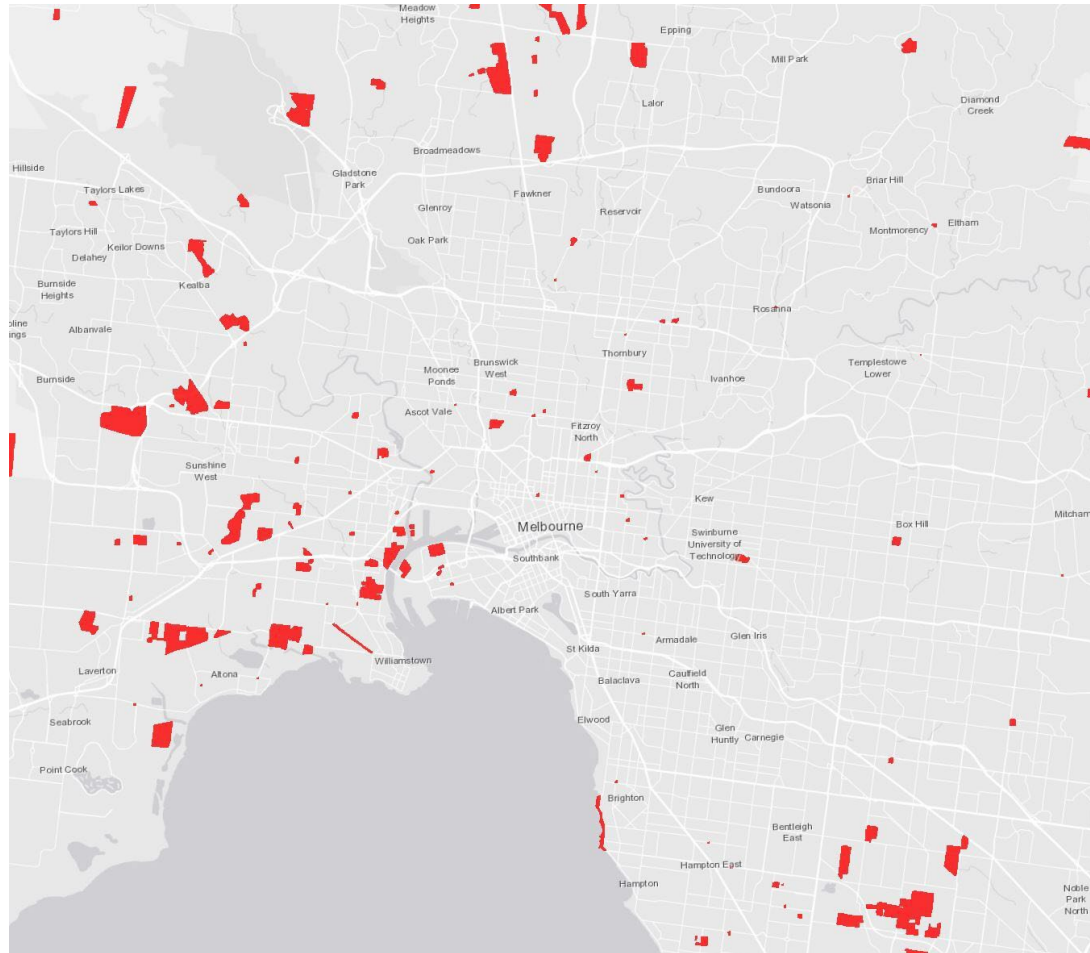 Meadow
Heights
Epping
Mill Park
Diamond
Creek
Lalor
Broadmeadows
Hillside
Gladstone
Park
Taylors Lakes
Fawkner
Bundoora
Briar Hill
Watsonia
Glenroy
Reservoir
Taylors Hill
Keilor Downs
Delahey
Oak Park
Montmorency
Eltham
Burnside
Heights
Kealba
Rosanna
oline
ings
Albanvale
Thornbury
Templestowe
Lower
Brunswick
West
Moonee
Ponds
Burnside
Ivanhoe
Ascot Vale
Fitzroy
North
Sunshine
West
Kew
Mitcham
Melbourne
Box Hill
Swinburne
University of
Technology
Southbank
South Yarra
Albert Park
Armadale
Glen Iris
St Kilda
Williamstown
Laverton
Altona
Balaclava
Caulfield
North
Seabrook
Elwood
Glen
Huntly
Carnegie
Point Cook
Brighton
Bentleigh
East
Hampton East
Hampton
Noble
Park
North